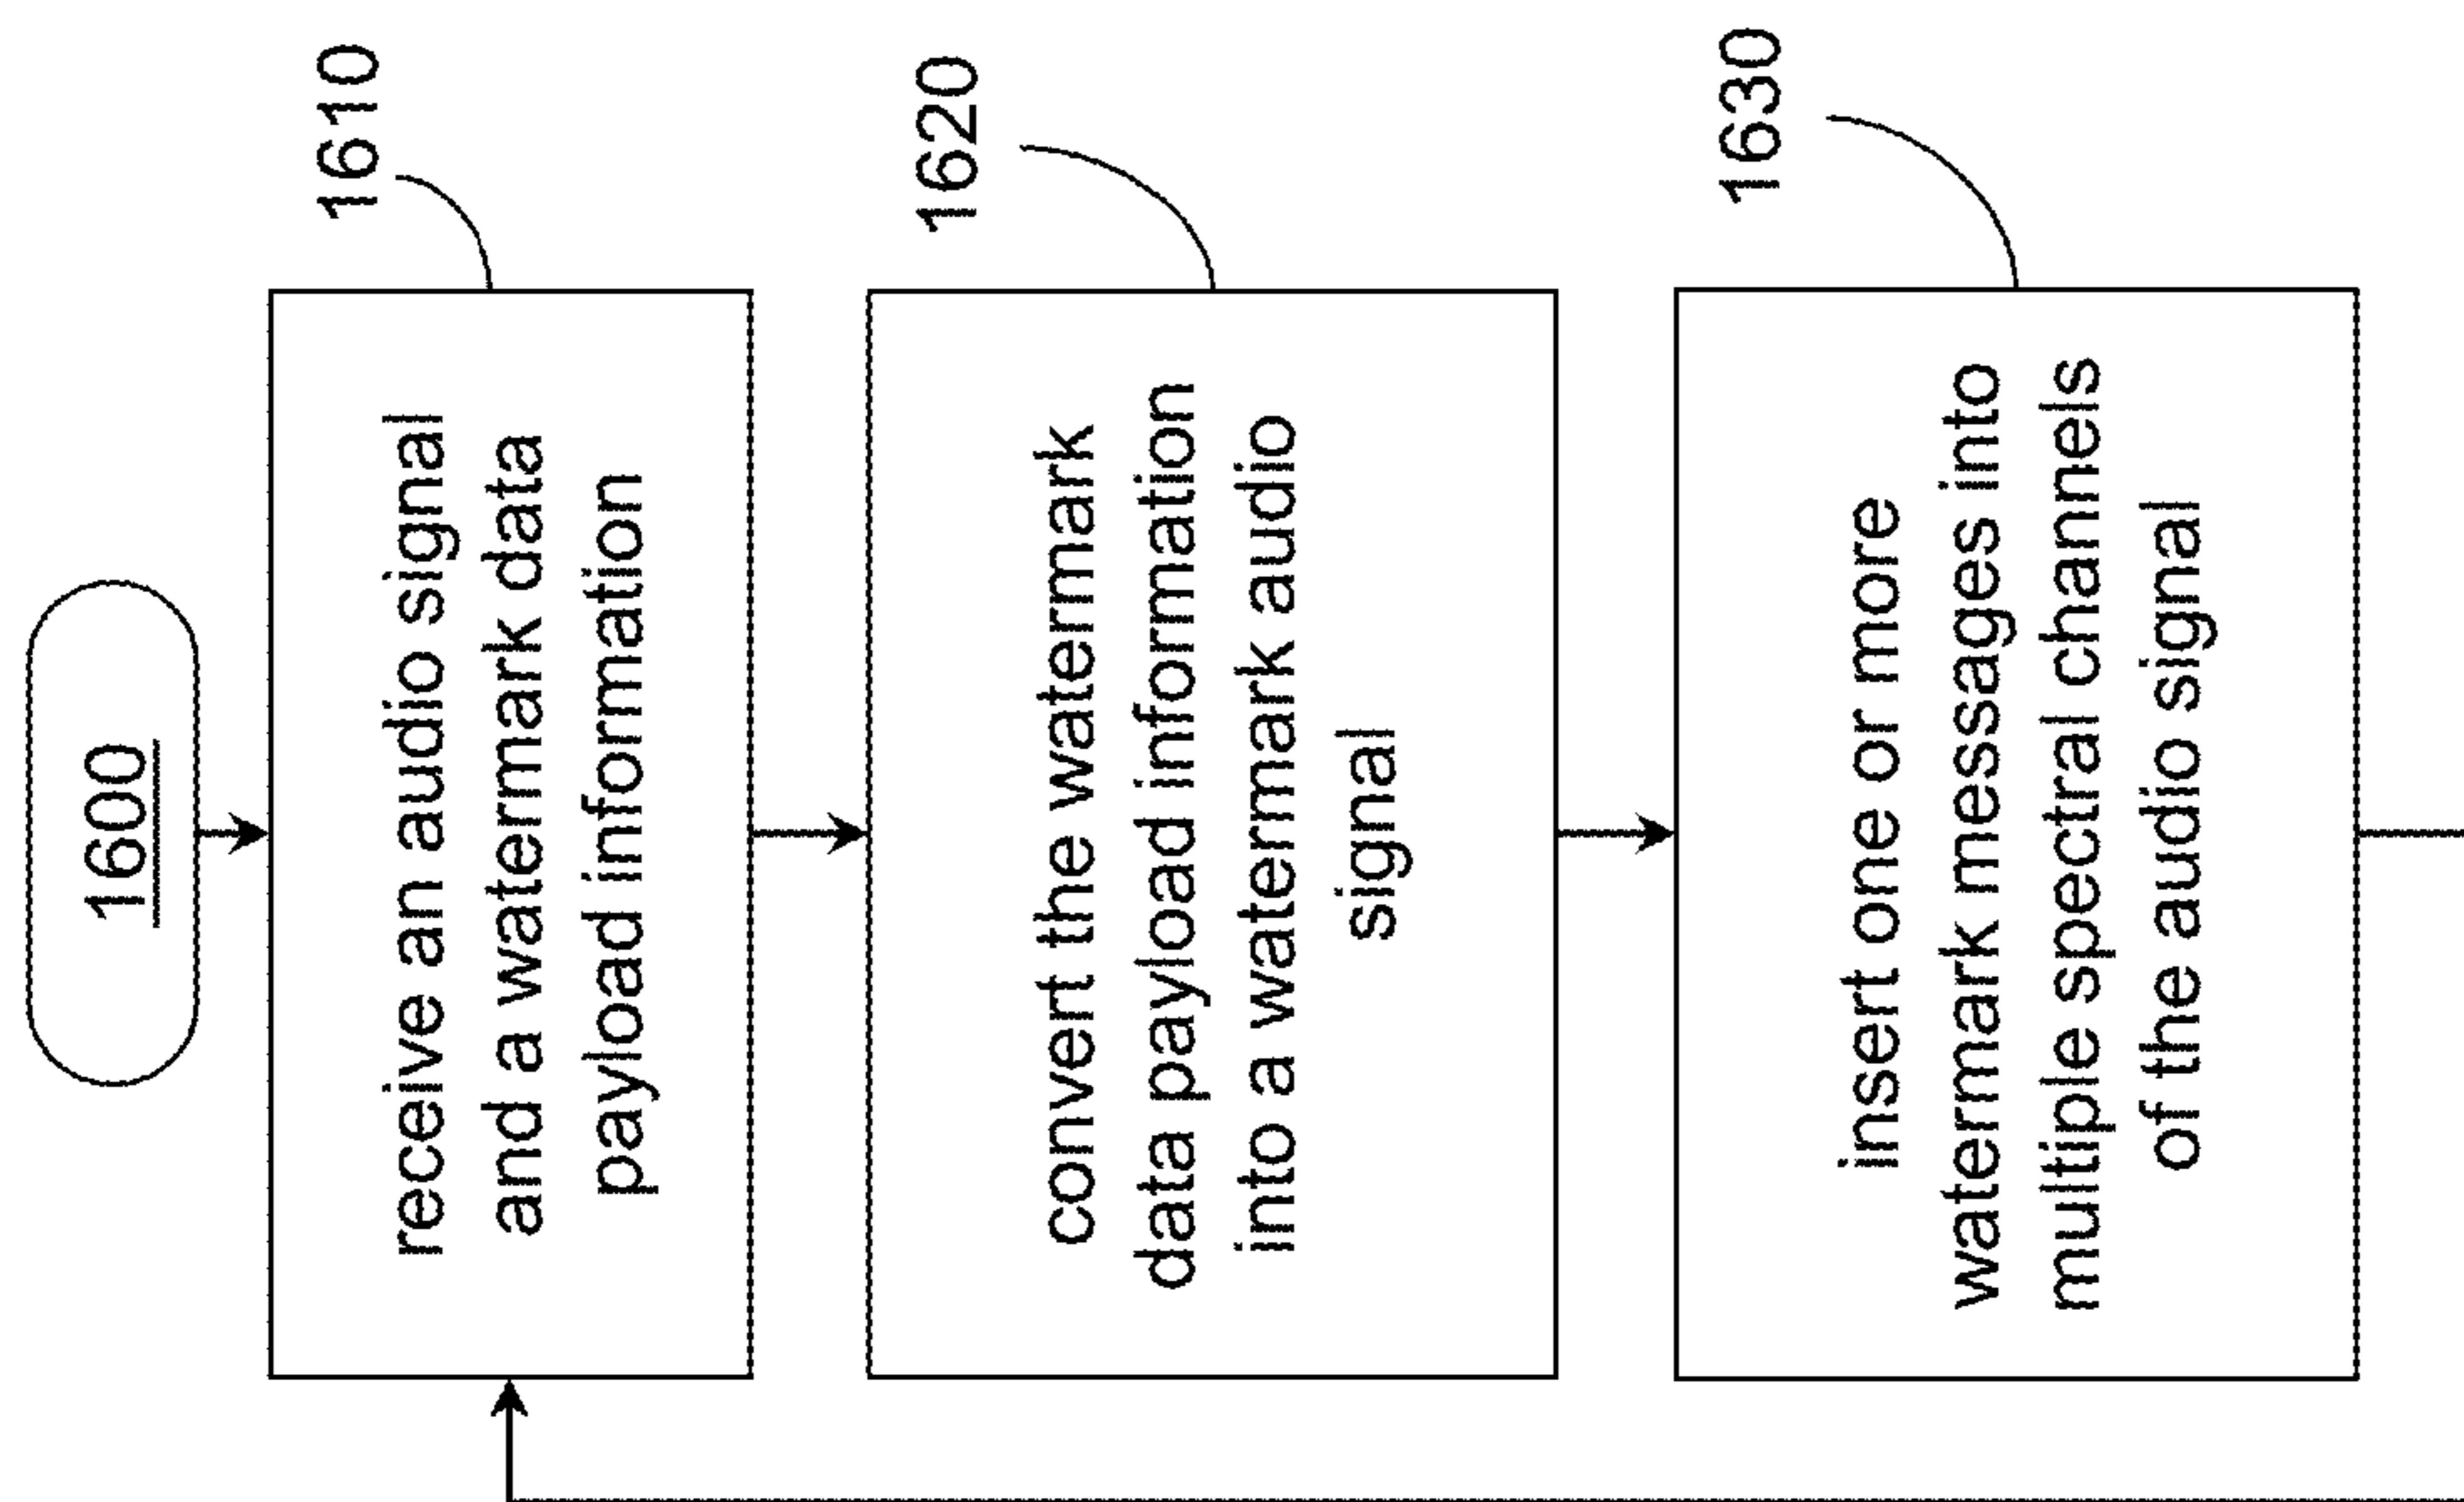 1600
receive an audio signal
and a watermark data
payload information
1610
convert the watermark
data payload information
into a watermark audio
signal
1620
insert one or more
watermark messages into
multiple spectral channels
of the audio signal
1630